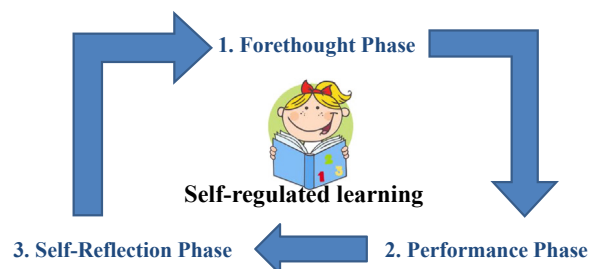 1. Forethought Phase
Self-regulated learning
3. Self-Reflection Phase
2. Performance Phase